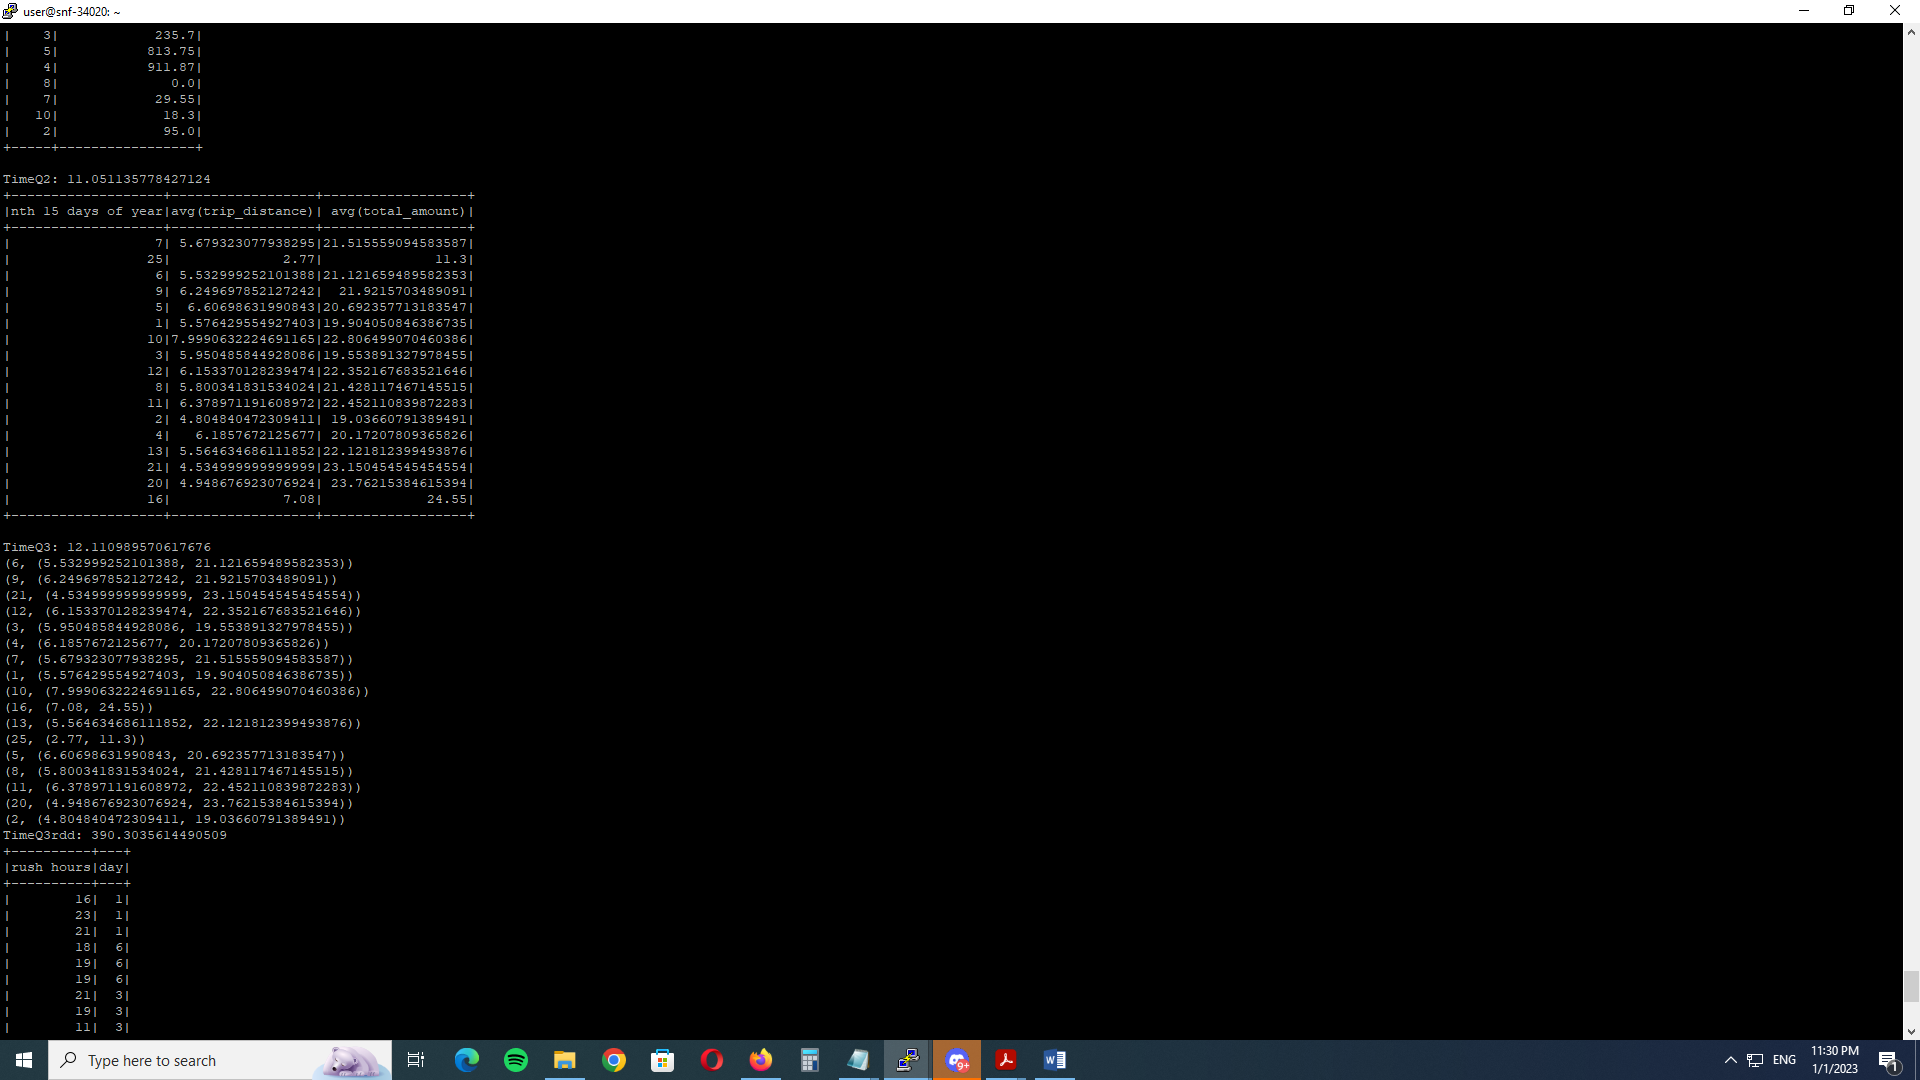 user@snf-34020: ~
|    3|            235.7|
|    5|           813.75|
|    4|           911.87|
|    8|              0.0|
|    7|            29.55|
|   10|             18.3|
|    2|             95.0|
+-----+-----------------+
TimeQ2: 11.051135778427124
+-------------------+------------------+------------------+
|nth 15 days of year|avg(trip_distance)| avg(total_amount)|
+-------------------+------------------+------------------+
|                  7| 5.679323077938295|21.515559094583587|
|                 25|              2.77|              11.3|
|                  6| 5.532999252101388|21.121659489582353|
|                  9| 6.249697852127242|  21.9215703489091|
|                  5|  6.60698631990843|20.692357713183547|
|                  1| 5.576429554927403|19.904050846386735|
|                 10|7.9990632224691165|22.806499070460386|
|                  3| 5.950485844928086|19.553891327978455|
|                 12| 6.153370128239474|22.352167683521646|
|                  8| 5.800341831534024|21.428117467145515|
|                 11| 6.378971191608972|22.452110839872283|
|                  2| 4.804840472309411| 19.03660791389491|
|                  4|   6.1857672125677| 20.17207809365826|
|                 13| 5.564634686111852|22.121812399493876|
|                 21| 4.534999999999999|23.150454545454554|
|                 20| 4.948676923076924| 23.76215384615394|
|                 16|              7.08|             24.55|
+-------------------+------------------+------------------+
TimeQ3: 12.110989570617676
(6, (5.532999252101388, 21.121659489582353))
(9, (6.249697852127242, 21.9215703489091))
(21, (4.534999999999999, 23.150454545454554))
(12, (6.153370128239474, 22.352167683521646))
(3, (5.950485844928086, 19.553891327978455))
(4, (6.1857672125677, 20.17207809365826))
(7, (5.679323077938295, 21.515559094583587))
(1, (5.576429554927403, 19.904050846386735))
(10, (7.9990632224691165, 22.806499070460386))
(16, (7.08, 24.55))
(13, (5.564634686111852, 22.121812399493876))
(25, (2.77, 11.3))
(5, (6.60698631990843, 20.692357713183547))
(8, (5.800341831534024, 21.428117467145515))
(11, (6.378971191608972, 22.452110839872283))
(20, (4.948676923076924, 23.76215384615394))
(2, (4.804840472309411, 19.03660791389491))
TimeQ3rdd: 390.3035614490509
+----------+---+
|rush hours|day|
+----------+---+
|        16|  1|
|        23|  1|
|        21|  1|
|        18|  6|
|        19|  6|
|        19|  6|
|        21|  3|
|        19|  3|
|        11|  3|
Type here to search
9+
ENG
11:30 PM
1/1/2023
1